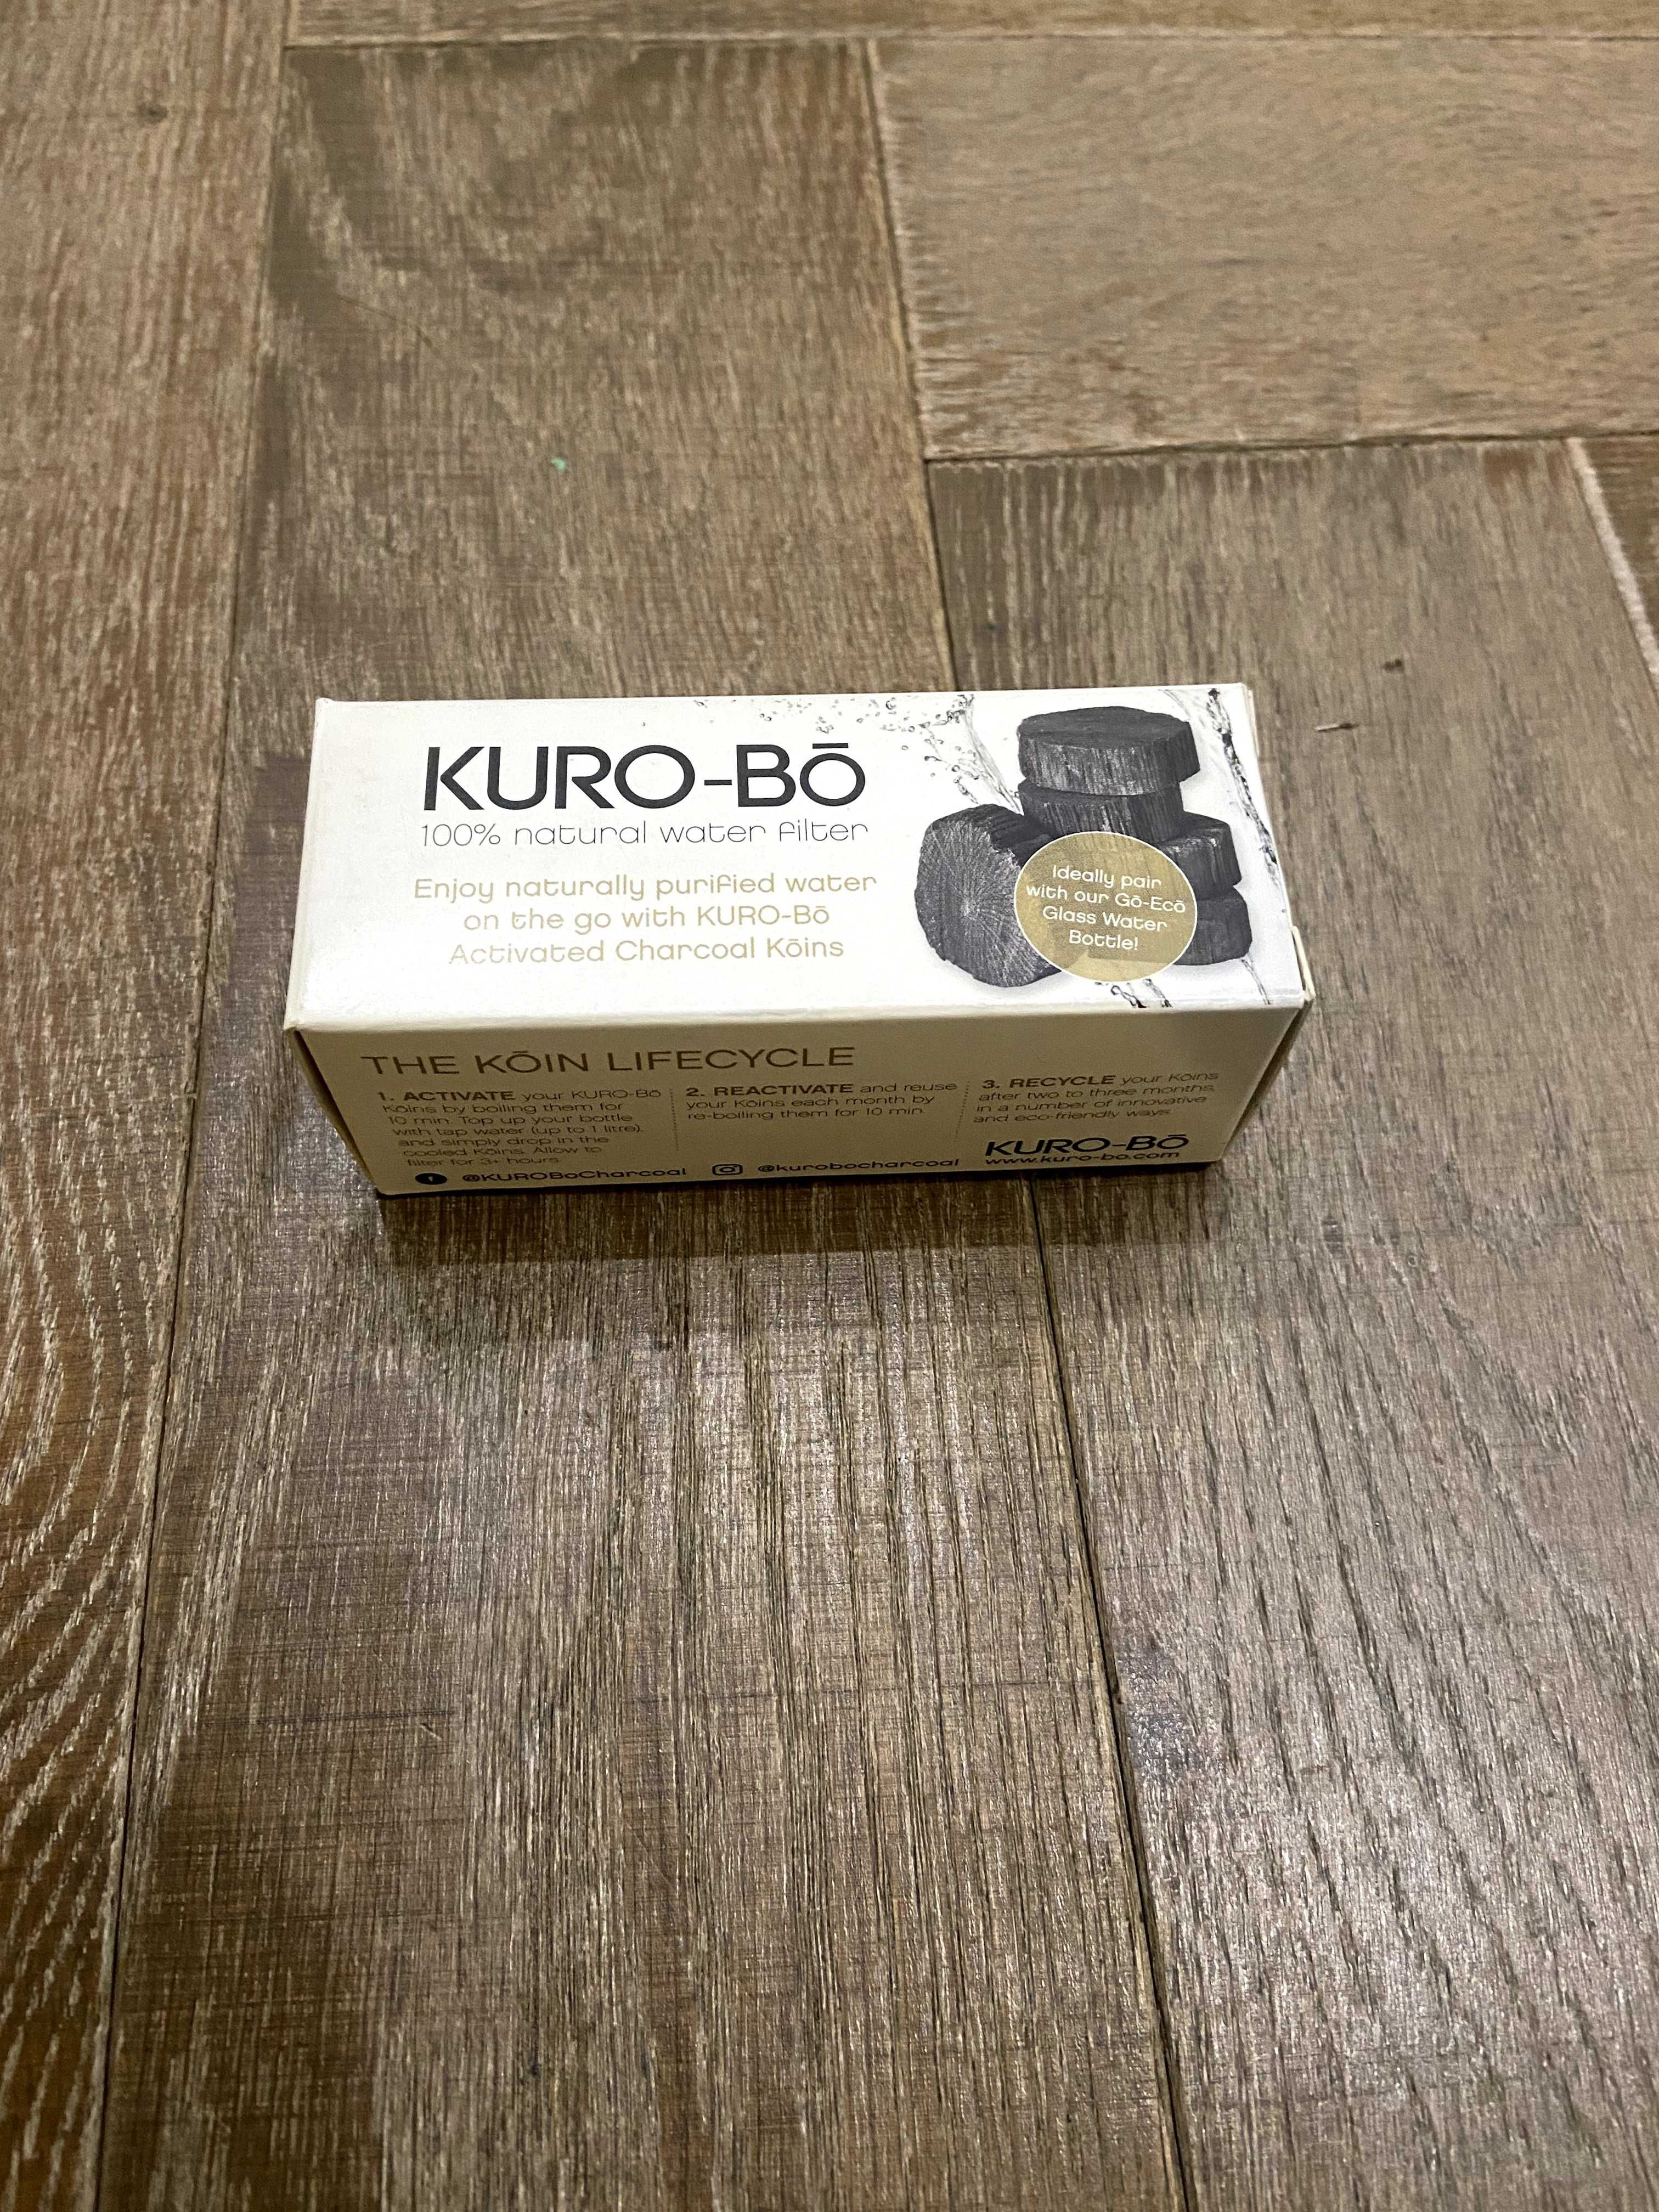 KURO-Bō
100% natural water filter
Enjoy naturally purified water
on the go with KURO-Bō
Activated Charcoal Kōins
Ideally pair
with our Gō-Ecō
Glass Water
Bottle!
THE KŌIN LIFECYCLE
1. ACTIVATE your KURO-Bō
Kōins by boiling them for
10 min. Top up your bottle
with tap water (up to 1 litre),
and simply drop in the
cooled Kōins. Allow to
filter for 3+ hours.
2. REACTIVATE and reuse
your Kōins each month by
re-boiling them for 10 min.
3. RECYCLE your Kōins
after two to three months,
in a number of innovative
and eco-friendly ways.
KURO-BŌ
www.kuro-bo.com
@KUROBoCharcoal
@kurobocharcoal